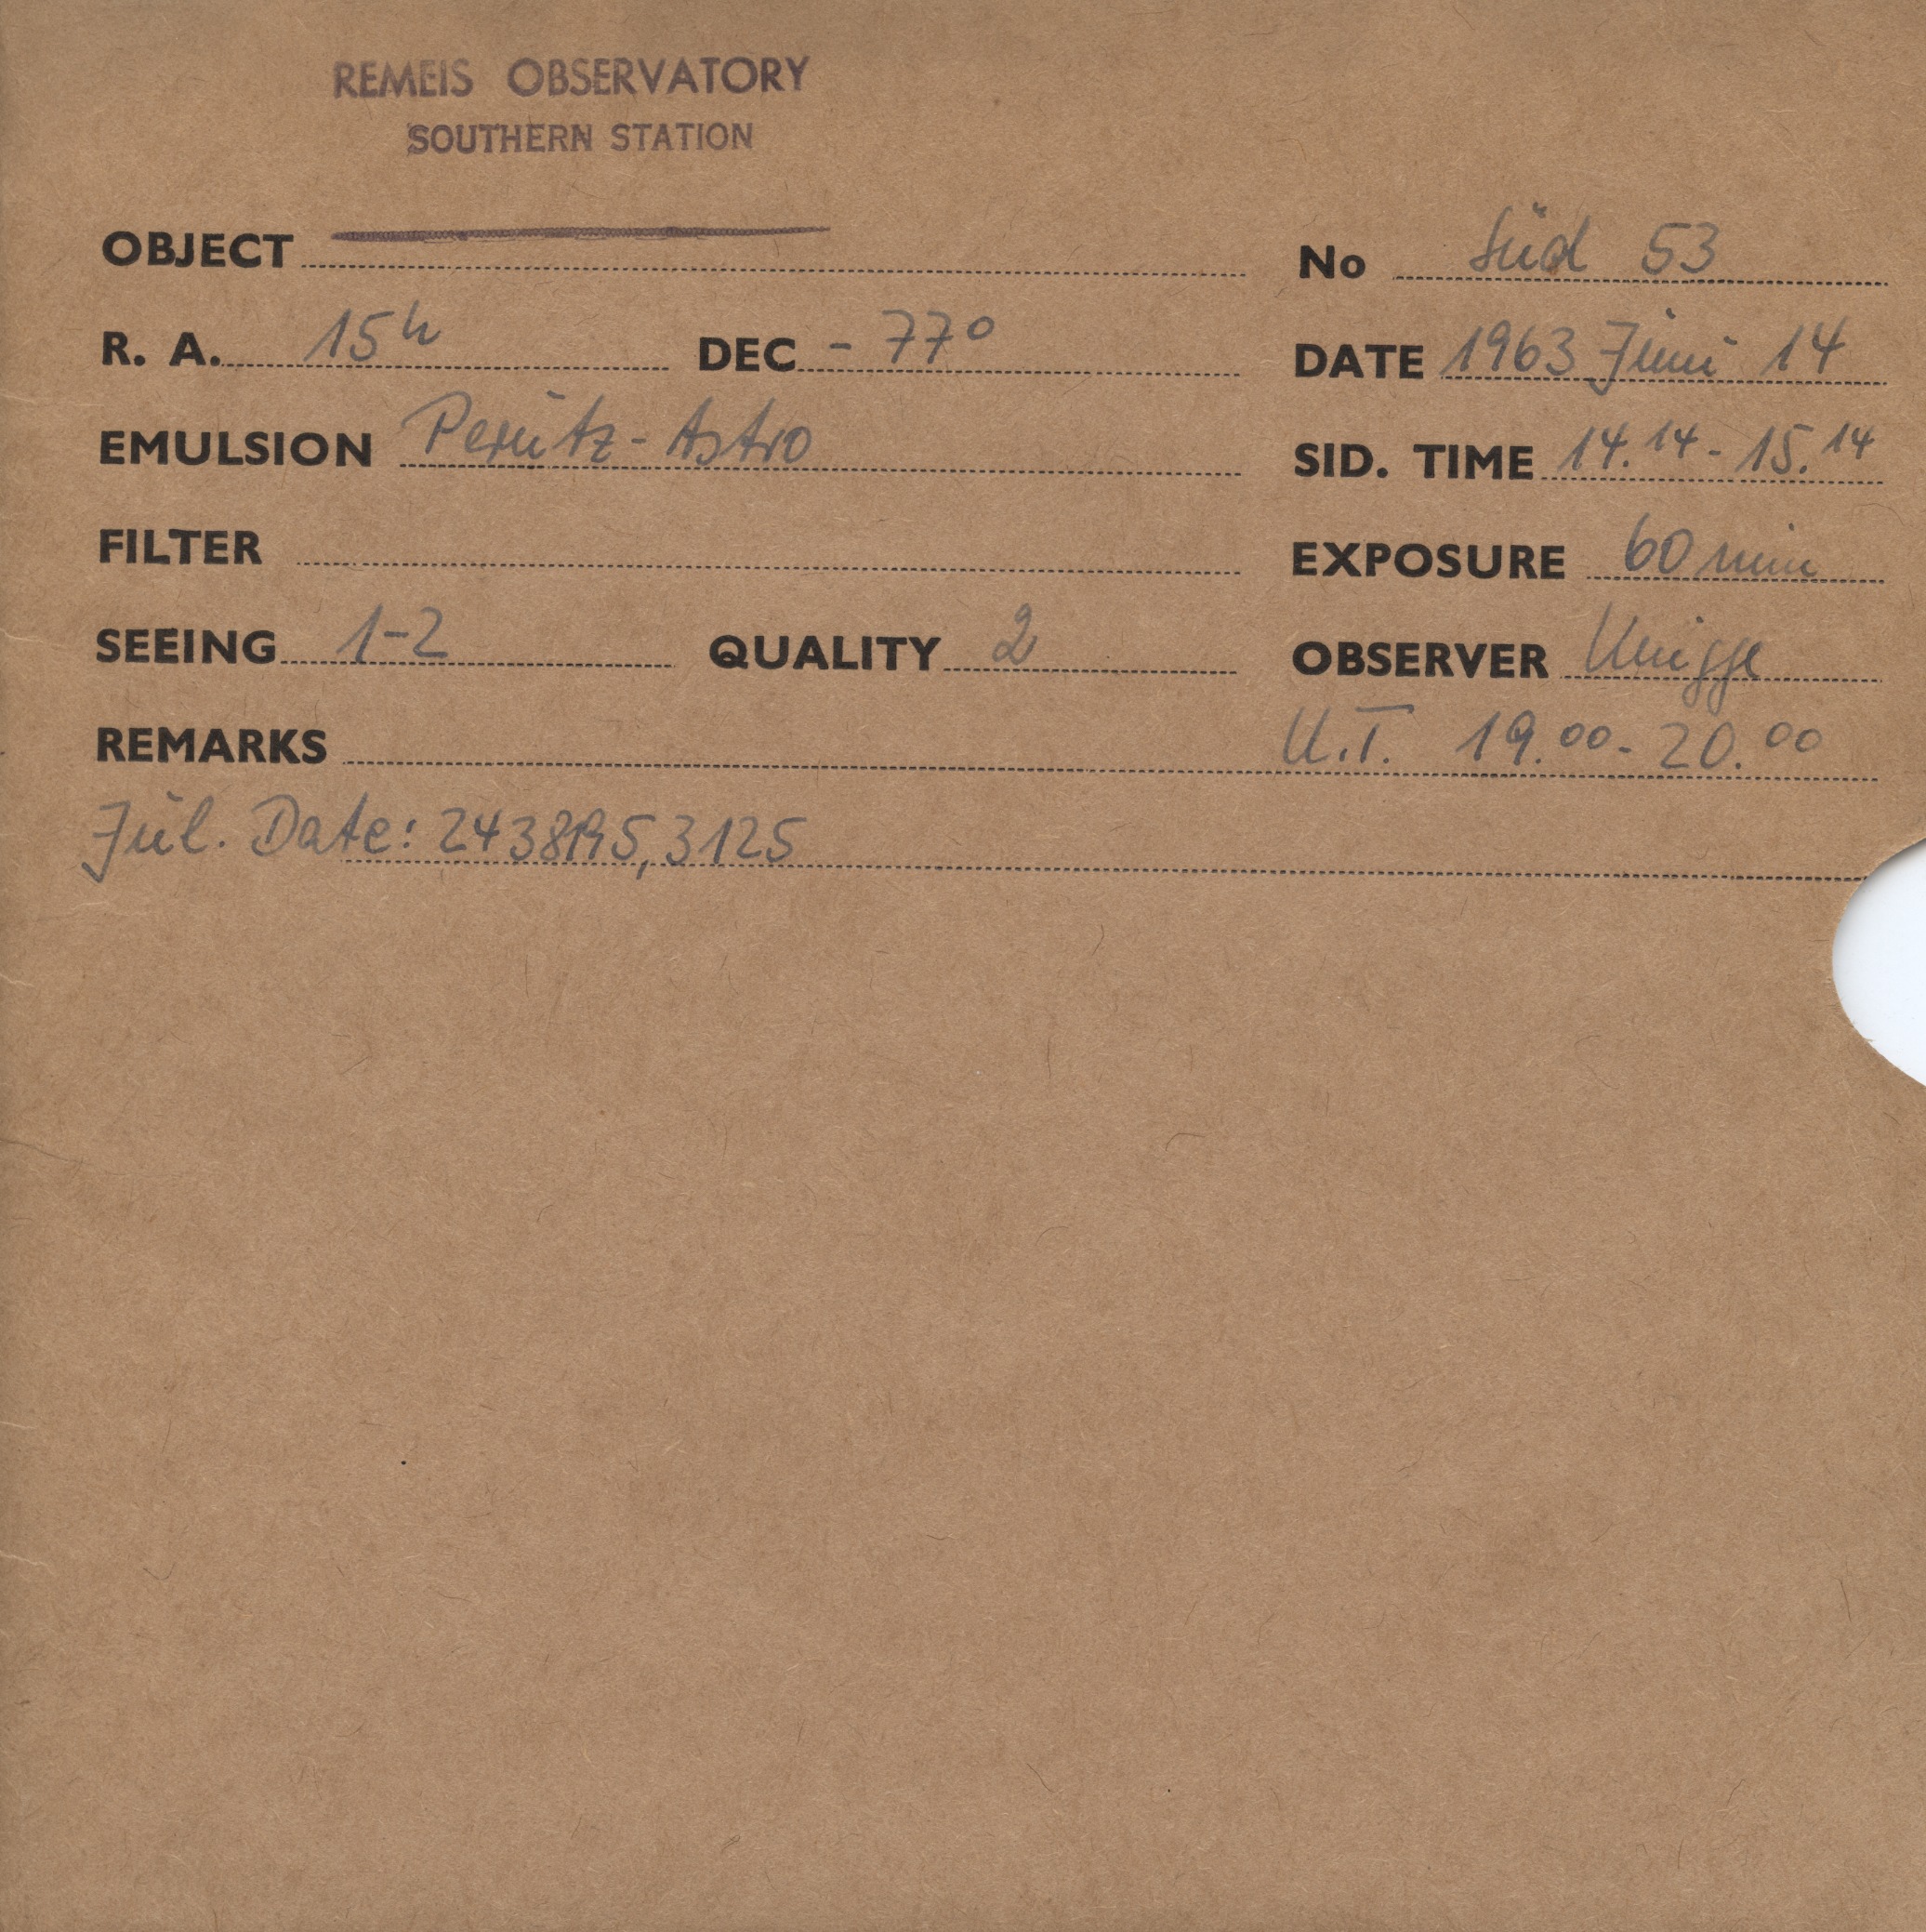 REMEIS OBSERVATORY
SOUTHERN STATION
OBJECT
No Süd 53
R. A. 15h DEC - 77°
DATE 1963 Juni 14
EMULSION Perutz-Astro
SID. TIME 14.14 - 15.14
FILTER
EXPOSURE 60 min
SEEING 1-2 QUALITY 2
OBSERVER Knigge
REMARKS U.T. 19.00 - 20.00
Jul. Date: 2438195,3125